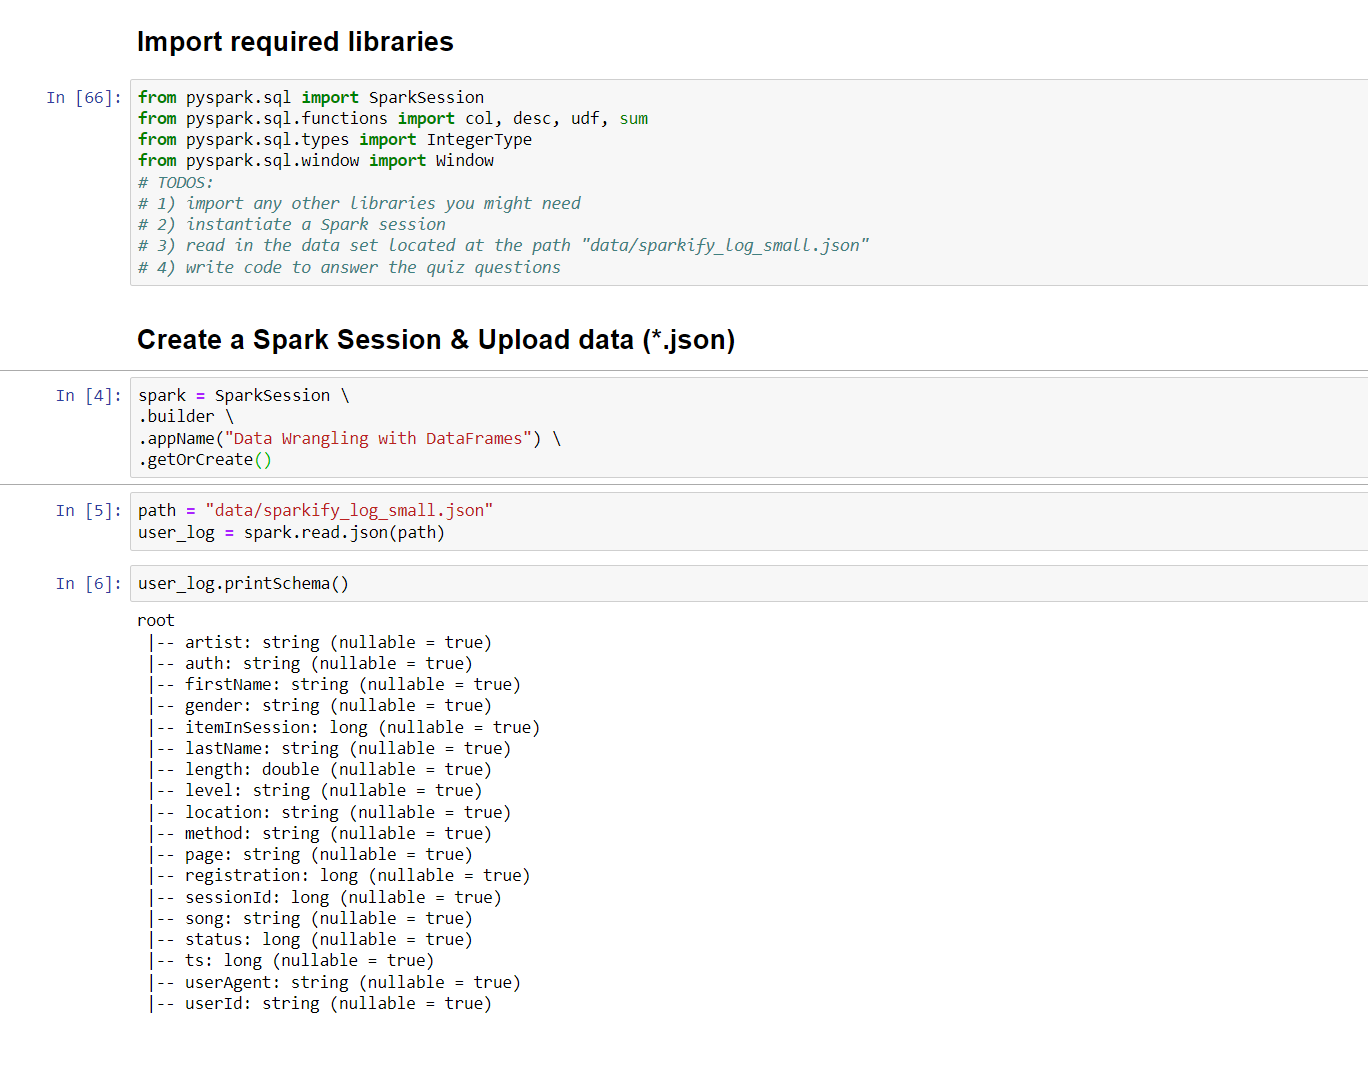 Import required libraries
In [66]:
from pyspark.sql import SparkSession
from pyspark.sql.functions import col, desc, udf, sum
from pyspark.sql.types import IntegerType
from pyspark.sql.window import Window
# TODOS:
# 1) import any other libraries you might need
# 2) instantiate a Spark session
# 3) read in the data set located at the path "data/sparkify_log_small.json"
# 4) write code to answer the quiz questions
Create a Spark Session & Upload data (*.json)
In [4]:
spark = SparkSession \
.builder \
.appName("Data Wrangling with DataFrames") \
.getOrCreate()
In [5]:
path = "data/sparkify_log_small.json"
user_log = spark.read.json(path)
In [6]:
user_log.printSchema()
root
|-- artist: string (nullable = true)
|-- auth: string (nullable = true)
|-- firstName: string (nullable = true)
|-- gender: string (nullable = true)
|-- itemInSession: long (nullable = true)
|-- lastName: string (nullable = true)
|-- length: double (nullable = true)
|-- level: string (nullable = true)
|-- location: string (nullable = true)
|-- method: string (nullable = true)
|-- page: string (nullable = true)
|-- registration: long (nullable = true)
|-- sessionId: long (nullable = true)
|-- song: string (nullable = true)
|-- status: long (nullable = true)
|-- ts: long (nullable = true)
|-- userAgent: string (nullable = true)
|-- userId: string (nullable = true)